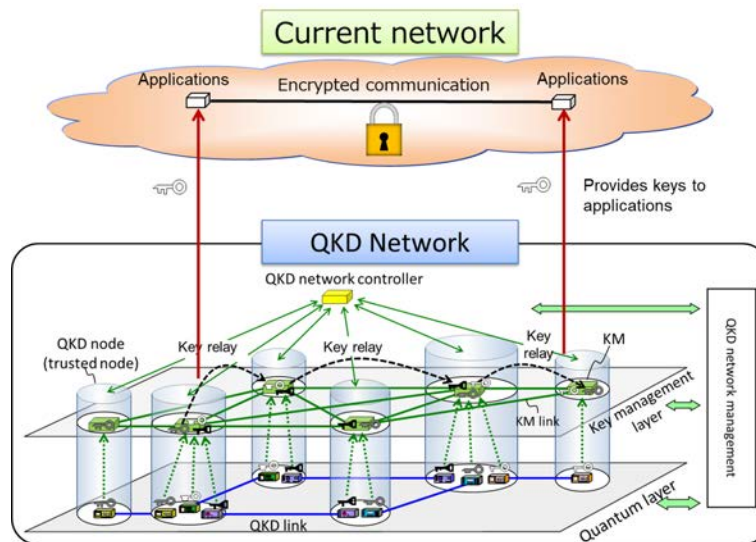 Current network
Applications
Encrypted communication
Applications
Provides keys to
applications
QKD Network
QKD network controller
QKD node
(trusted node)
Key relay
Key relay
Key
relay
KM
KM link
Key management
layer
QKD network management
QKD link
Quantum layer